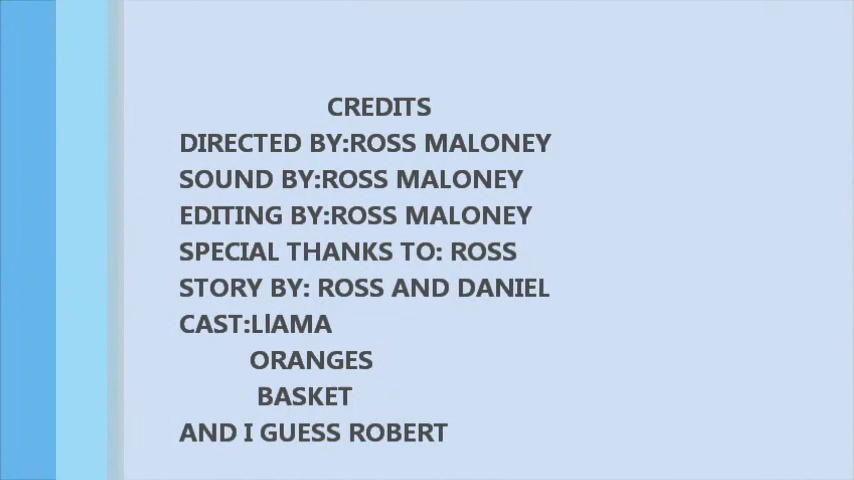 CREDITS
DIRECTED BY:ROSS MALONEY
SOUND BY:ROSS MALONEY
EDITING BY:ROSS MALONEY
SPECIAL THANKS TO: ROSS
STORY BY: ROSS AND DANIEL
CAST:LlAMA
ORANGES
BASKET
AND I GUESS ROBERT